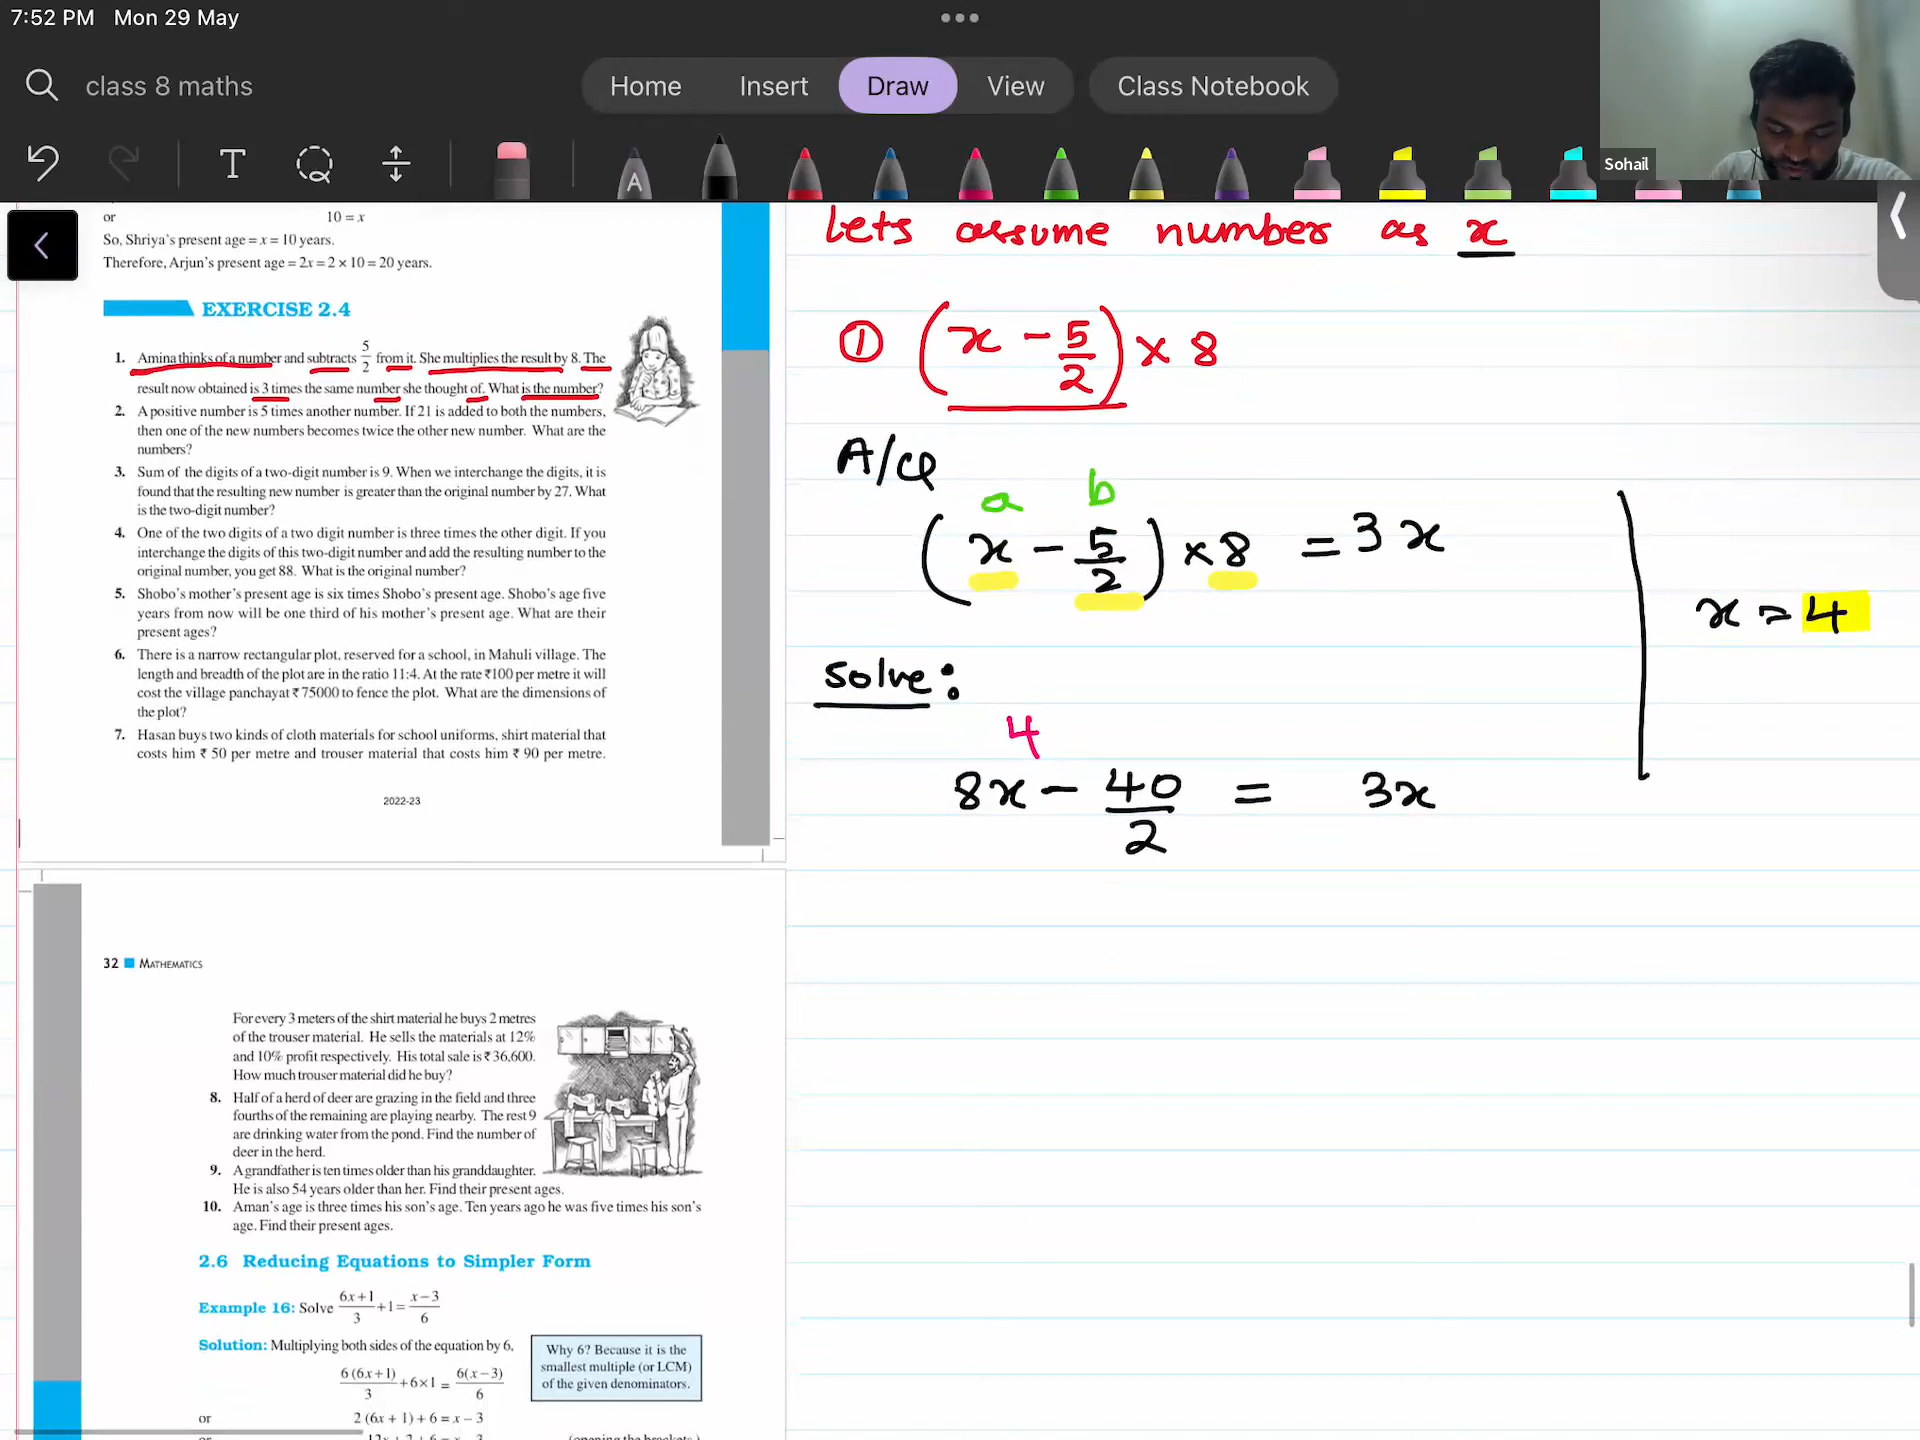 7:52 PM Mon 29 May
class 8 maths
Home Insert Draw View Class Notebook
T
A
Sohail
or 10 = x
So, Shriya's present age = x = 10 years.
Therefore, Arjun's present age = 2x = 2 × 10 = 20 years.
EXERCISE 2.4
1. Amina thinks of a number and subtracts 5/2 from it. She multiplies the result by 8. The
result now obtained is 3 times the same number she thought of. What is the number?
2. A positive number is 5 times another number. If 21 is added to both the numbers,
then one of the new numbers becomes twice the other new number. What are the
numbers?
3. Sum of the digits of a two-digit number is 9. When we interchange the digits, it is
found that the resulting new number is greater than the original number by 27. What
is the two-digit number?
4. One of the two digits of a two digit number is three times the other digit. If you
interchange the digits of this two-digit number and add the resulting number to the
original number, you get 88. What is the original number?
5. Shobo's mother's present age is six times Shobo's present age. Shobo's age five
years from now will be one third of his mother's present age. What are their
present ages?
6. There is a narrow rectangular plot, reserved for a school, in Mahuli village. The
length and breadth of the plot are in the ratio 11:4. At the rate ₹100 per metre it will
cost the village panchayat ₹ 75000 to fence the plot. What are the dimensions of
the plot?
7. Hasan buys two kinds of cloth materials for school uniforms, shirt material that
costs him ₹ 50 per metre and trouser material that costs him ₹ 90 per metre.
2022-23
32 MATHEMATICS
For every 3 meters of the shirt material he buys 2 metres
of the trouser material. He sells the materials at 12%
and 10% profit respectively. His total sale is ₹ 36,600.
How much trouser material did he buy?
8. Half of a herd of deer are grazing in the field and three
fourths of the remaining are playing nearby. The rest 9
are drinking water from the pond. Find the number of
deer in the herd.
9. A grandfather is ten times older than his granddaughter.
He is also 54 years older than her. Find their present ages.
10. Aman's age is three times his son's age. Ten years ago he was five times his son's
age. Find their present ages.
2.6 Reducing Equations to Simpler Form
Example 16: Solve (6x+1)/3 + 1 = (x−3)/6
Solution: Multiplying both sides of the equation by 6,
Why 6? Because it is the
smallest multiple (or LCM)
of the given denominators.
6(6x+1)/3 + 6×1 = 6(x−3)/6
or 2 (6x + 1) + 6 = x − 3
Lets assume number as x
① (x − 5/2) × 8
A/Q
a b
(x − 5/2) × 8 = 3x
x = 4
Solve:
4
8x − 40/2 = 3x